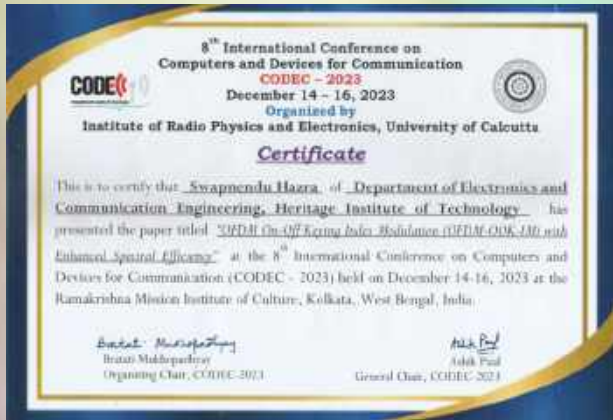 8th International Conference on
Computers and Devices for Communication
CODEC - 2023
December 14 – 16, 2023
Organized by
Institute of Radio Physics and Electronics, University of Calcutta
CODEC
Certificate
This is to certify that Swapnendu Hazra of Department of Electronics and
Communication Engineering, Heritage Institute of Technology has
presented the paper titled "OFDM On-Off Keying Index Modulation (OFDM-OOK-IM) with
Enhanced Spectral Efficiency" at the 8th International Conference on Computers and
Devices for Communication (CODEC - 2023) held on December 14-16, 2023 at the
Ramakrishna Mission Institute of Culture, Kolkata, West Bengal, India.
Bratati Mukhopadhyay
Bratati Mukhopadhyay
Organizing Chair, CODEC-2023
Ashik Paul
Ashik Paul
General Chair, CODEC-2023